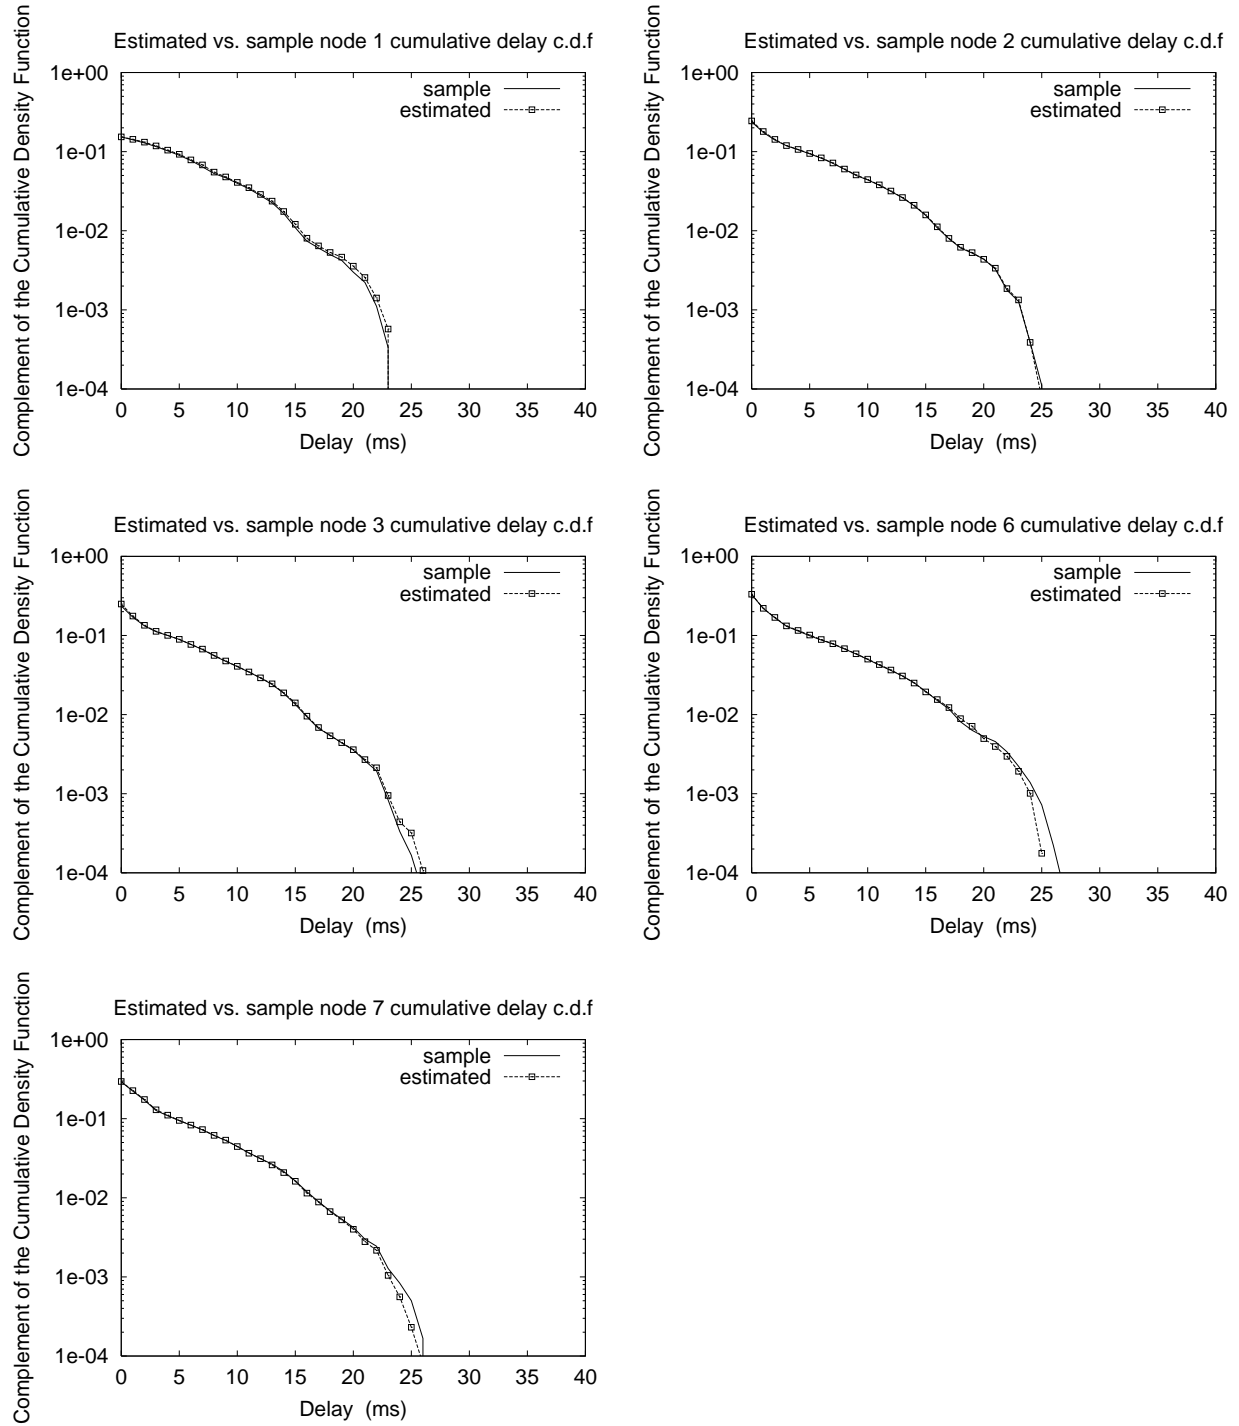 Estimated vs. sample node 1 cumulative delay c.d.f
Complement of the Cumulative Density Function
1e+00
1e-01
1e-02
1e-03
1e-04
sample
estimated
0 5 10 15 20 25 30 35 40
Delay (ms)
Estimated vs. sample node 2 cumulative delay c.d.f
Complement of the Cumulative Density Function
1e+00
1e-01
1e-02
1e-03
1e-04
sample
estimated
0 5 10 15 20 25 30 35 40
Delay (ms)
Estimated vs. sample node 3 cumulative delay c.d.f
Complement of the Cumulative Density Function
1e+00
1e-01
1e-02
1e-03
1e-04
sample
estimated
0 5 10 15 20 25 30 35 40
Delay (ms)
Estimated vs. sample node 6 cumulative delay c.d.f
Complement of the Cumulative Density Function
1e+00
1e-01
1e-02
1e-03
1e-04
sample
estimated
0 5 10 15 20 25 30 35 40
Delay (ms)
Estimated vs. sample node 7 cumulative delay c.d.f
Complement of the Cumulative Density Function
1e+00
1e-01
1e-02
1e-03
1e-04
sample
estimated
0 5 10 15 20 25 30 35 40
Delay (ms)